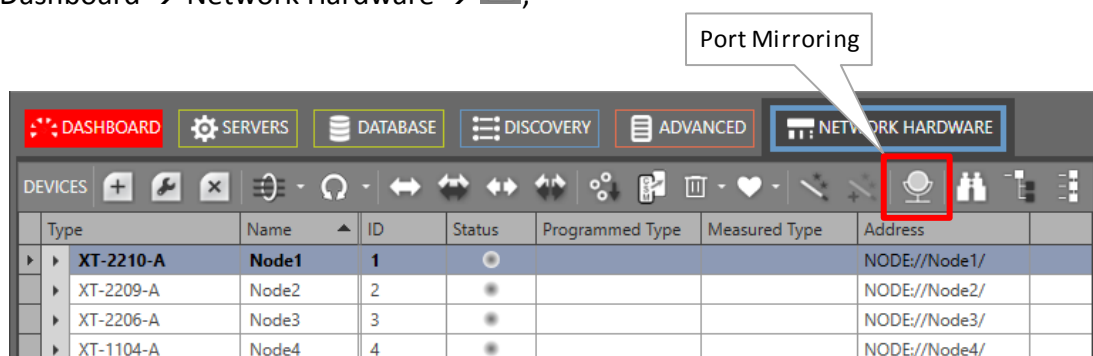 Dashboard → Network Hardware → ;
Port Mirroring
DASHBOARD SERVERS DATABASE DISCOVERY ADVANCED NETWORK HARDWARE
DEVICES
Type Name ID Status Programmed Type Measured Type Address
XT-2210-A Node1 1 NODE://Node1/
XT-2209-A Node2 2 NODE://Node2/
XT-2206-A Node3 3 NODE://Node3/
XT-1104-A Node4 4 NODE://Node4/